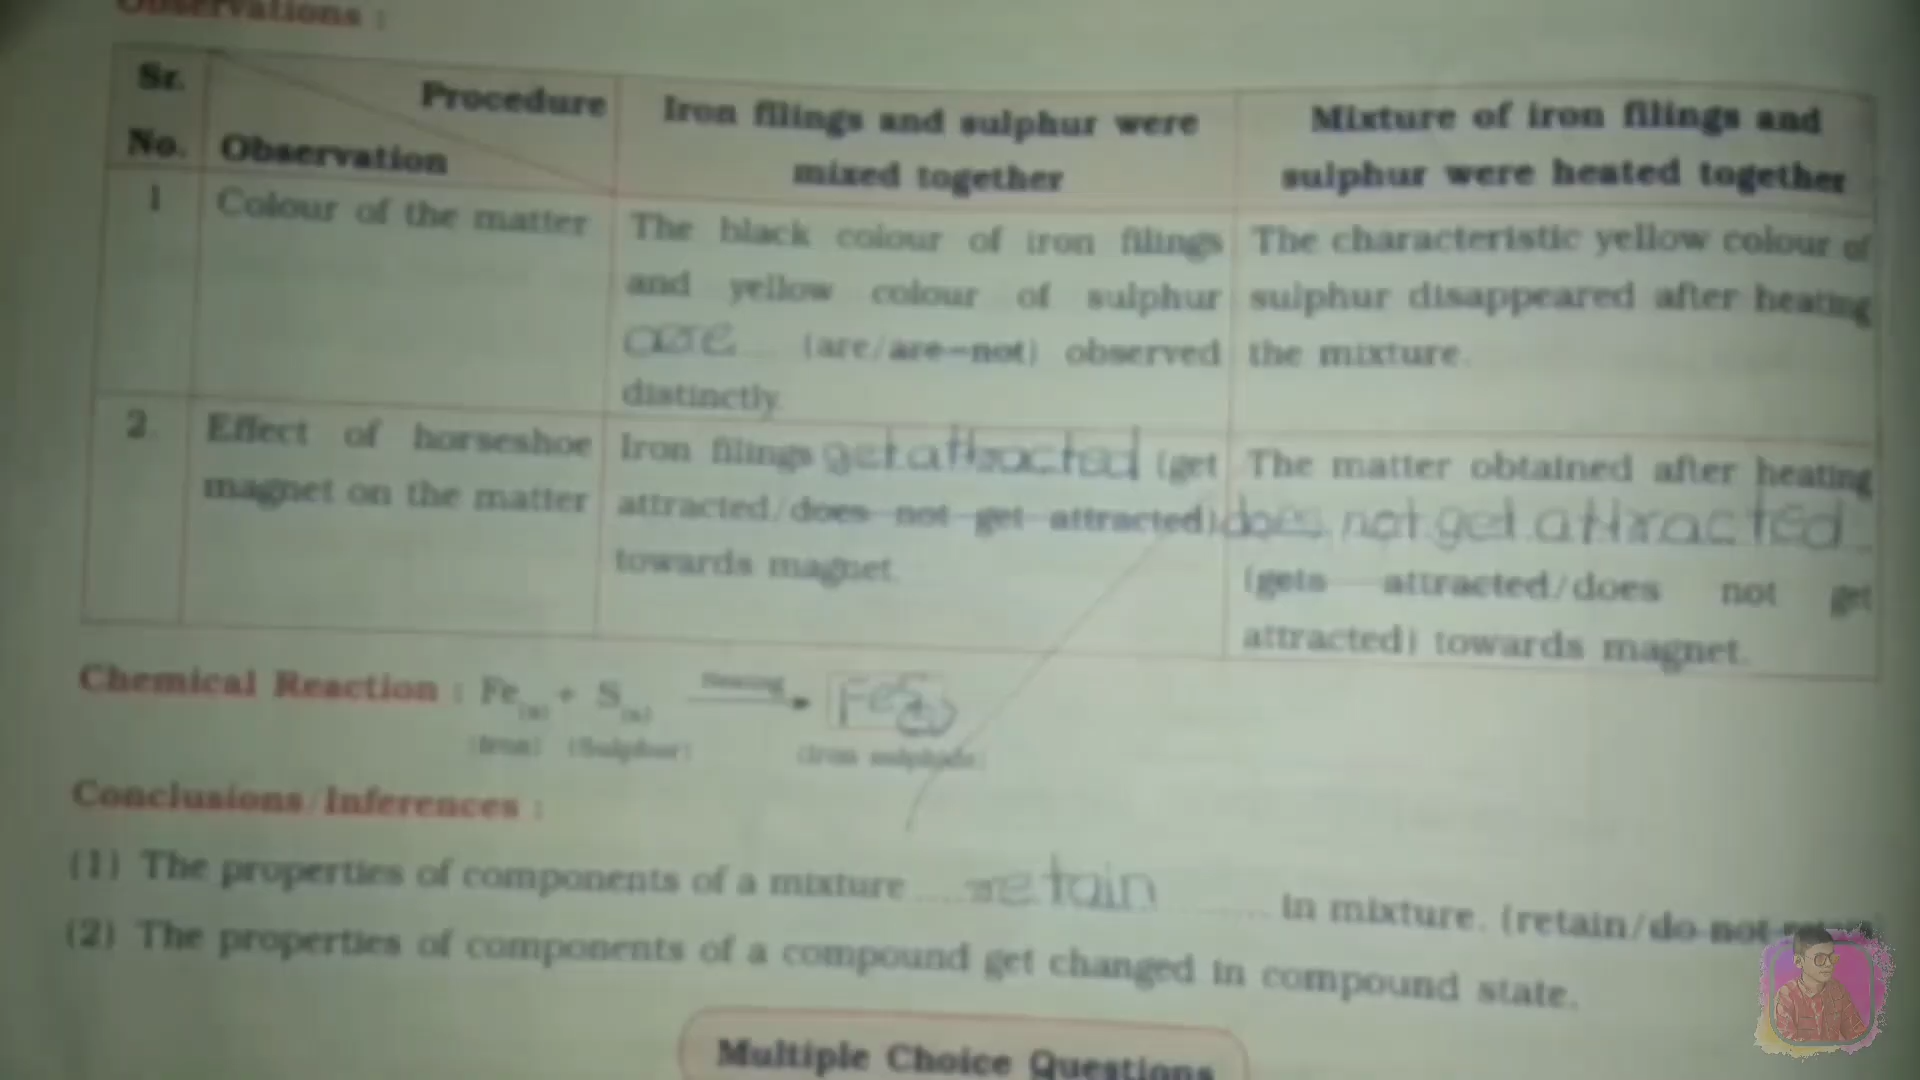 Observations :
Sr. No.
Procedure
Observation
Iron filings and sulphur were
mixed together
Mixture of iron filings and
sulphur were heated together
1
Colour of the matter
The black colour of iron filings
and yellow colour of sulphur
are (are/are not) observed
distinctly.
The characteristic yellow colour of
sulphur disappeared after heating
the mixture.
2.
Effect of horseshoe
magnet on the matter
Iron filings get attracted (get
attracted/does not get attracted)
towards magnet.
The matter obtained after heating
does not get attracted
(gets attracted/does not get
attracted) towards magnet.
Chemical Reaction : Fe(s) + S(s) Heating
(Iron) (Sulphur) (Iron sulphide)
Conclusions/Inferences :
(1) The properties of components of a mixture retain in mixture. (retain/do not
(2) The properties of components of a compound get changed in compound state.
Multiple Choice Questions